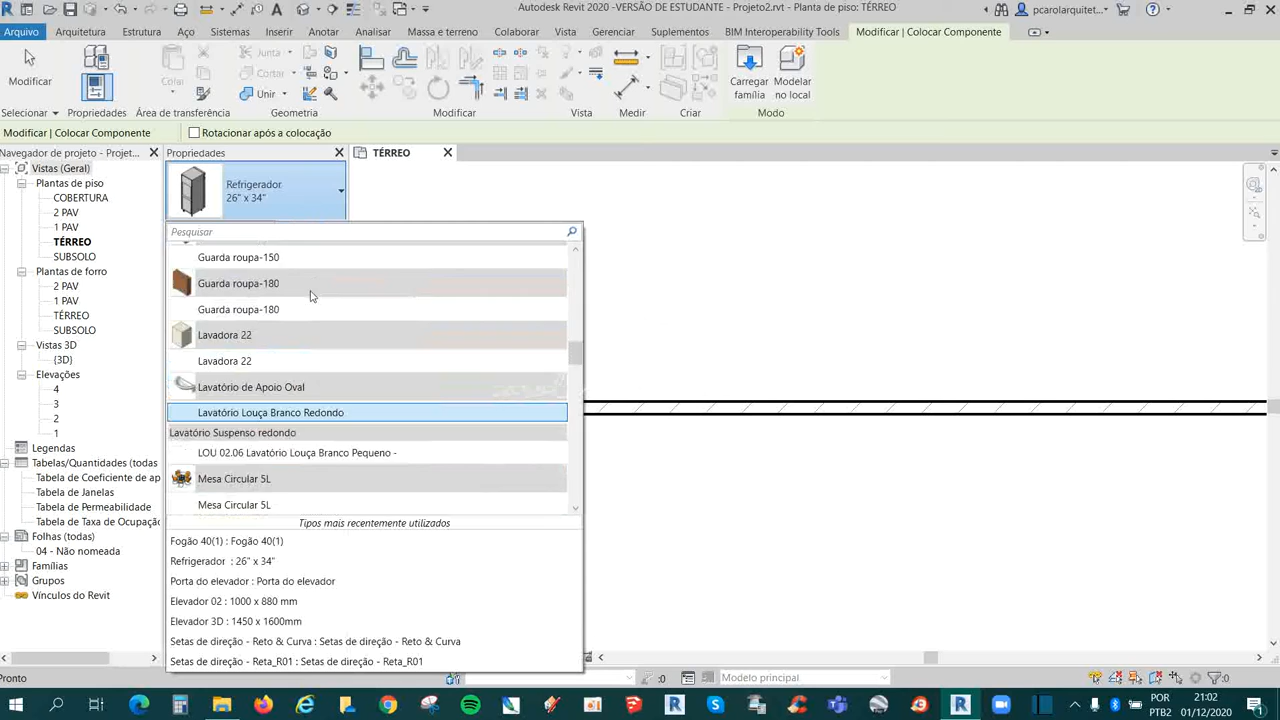 Autodesk Revit 2020 - VERSÃO DE ESTUDANTE - Projeto2.rvt - Planta de piso: TÉRREO
pcarolarquitet...
Arquivo Arquitetura Estrutura Aço Sistemas Inserir Anotar Analisar Massa e terreno Colaborar Vista Gerenciar Suplementos BIM Interoperability Tools Modificar | Colocar Componente
Modificar
Colar
Junta
Cortar
Unir
Carregar família
Modelar no local
Selecionar Propriedades Área de transferência Geometria Modificar Vista Medir Criar Modo
Modificar | Colocar Componente Rotacionar após a colocação
Navegador de projeto - Projet...
Vistas (Geral)
Plantas de piso
COBERTURA
2 PAV
1 PAV
TÉRREO
SUBSOLO
Plantas de forro
2 PAV
1 PAV
TÉRREO
SUBSOLO
Vistas 3D
{3D}
Elevações
4
3
2
1
Legendas
Tabelas/Quantidades (todas
Tabela de Coeficiente de ap
Tabela de Janelas
Tabela de Permeabilidade
Tabela de Taxa de Ocupação
Folhas (todas)
04 - Não nomeada
Famílias
Grupos
Vínculos do Revit
Propriedades
TÉRREO
Refrigerador
26" x 34"
Pesquisar
Guarda roupa-150
Guarda roupa-180
Guarda roupa-180
Lavadora 22
Lavadora 22
Lavatório de Apoio Oval
Lavatório Louça Branco Redondo
Lavatório Suspenso redondo
LOU 02.06 Lavatório Louça Branco Pequeno -
Mesa Circular 5L
Mesa Circular 5L
Tipos mais recentemente utilizados
Fogão 40(1) : Fogão 40(1)
Refrigerador : 26" x 34"
Porta do elevador : Porta do elevador
Elevador 02 : 1000 x 880 mm
Elevador 3D : 1450 x 1600mm
Setas de direção - Reto & Curva : Setas de direção - Reto & Curva
Setas de direção - Reta_R01 : Setas de direção - Reta_R01
Pronto
:0
Modelo principal
:0
POR
PTB2
21:02
01/12/2020